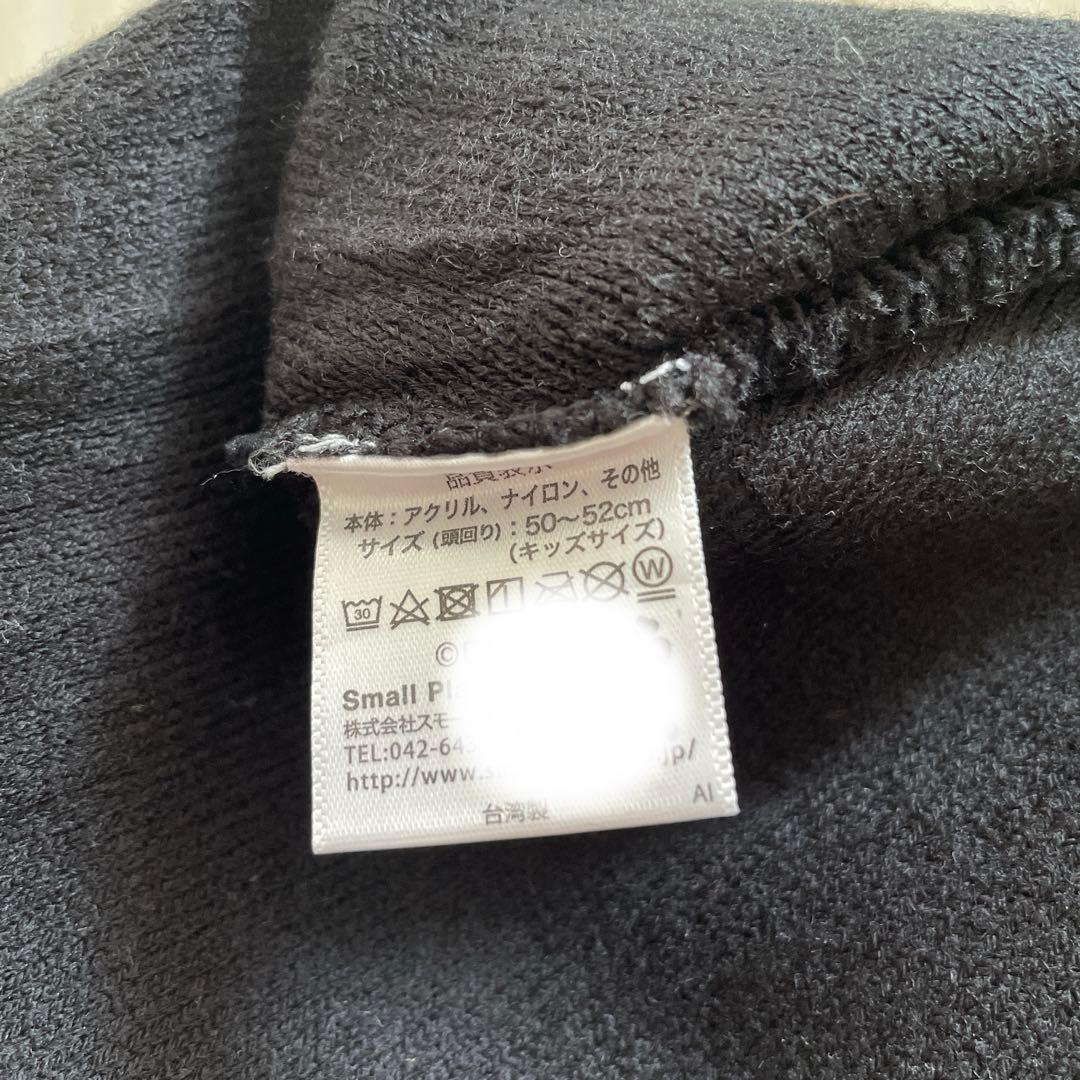 品質表示
本体：アクリル、ナイロン、その他
サイズ（頭回り）：50～52cm
（キッズサイズ）
30 W
©
Small
株式会社スモー
TEL:042-64
http://www.
台湾製
AI